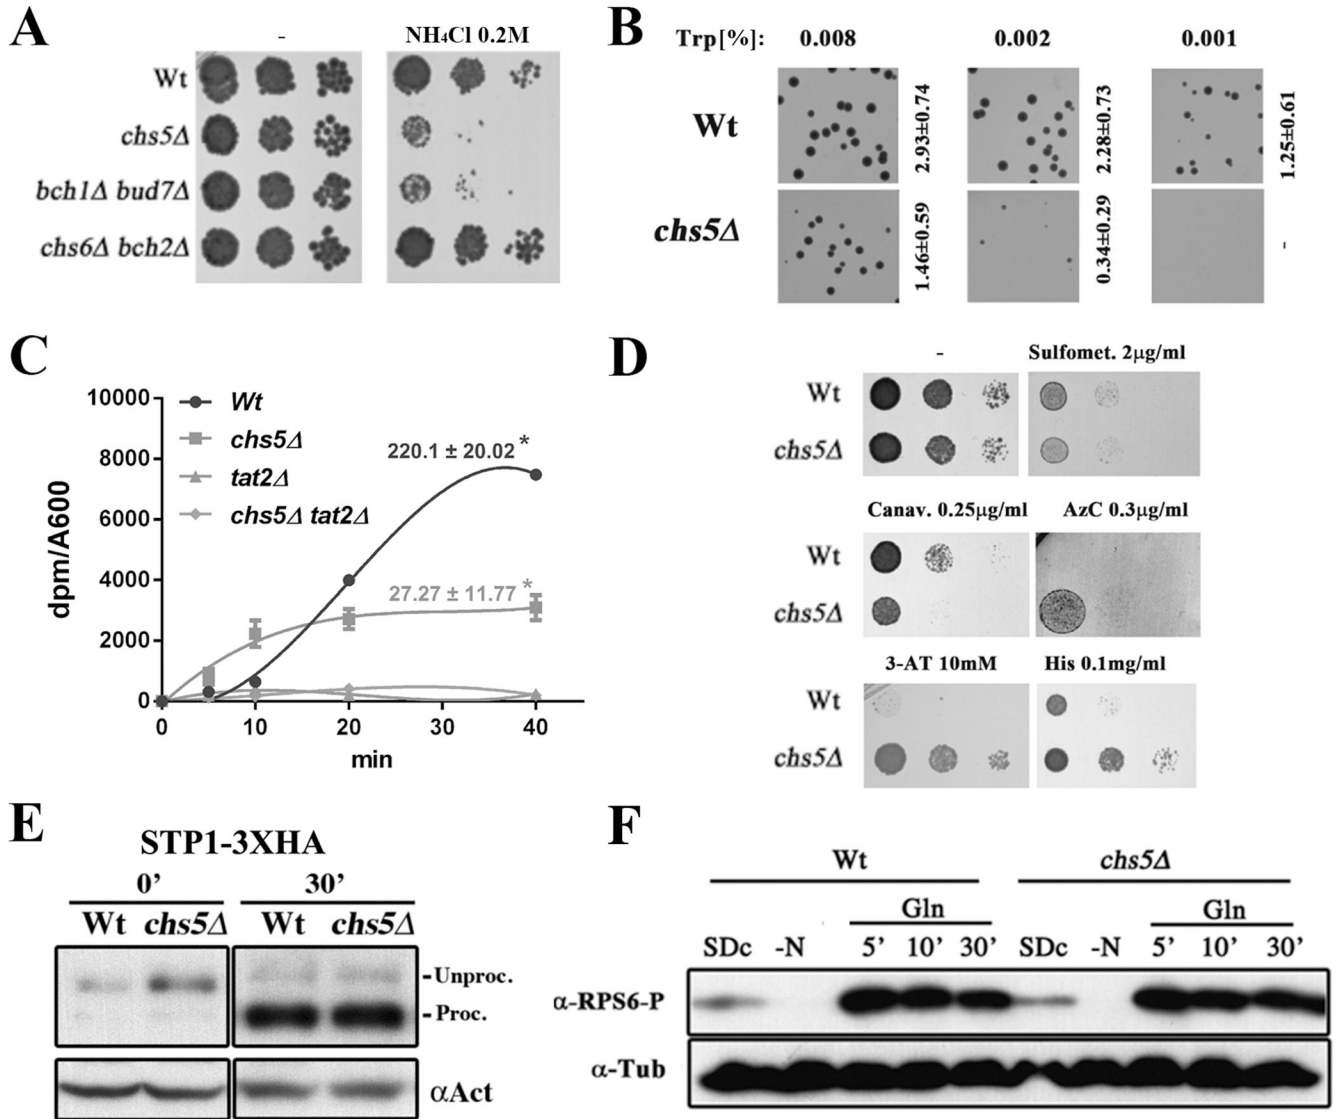 A
-
NH₄Cl 0.2M
Wt
chs5Δ
bch1Δ bud7Δ
chs6Δ bch2Δ
B
Trp[%]: 0.008 0.002 0.001
Wt
2.93±0.74
2.28±0.73
1.25±0.61
chs5Δ
1.46±0.59
0.34±0.29
-
C
10000
8000
6000
4000
2000
0
dpm/A600
Wt
chs5Δ
tat2Δ
chs5Δ tat2Δ
220.1 ± 20.02 *
27.27 ± 11.77 *
0 10 20 30 40
min
D
- Sulfomet. 2µg/ml
Wt
chs5Δ
Canav. 0.25µg/ml AzC 0.3µg/ml
Wt
chs5Δ
3-AT 10mM His 0.1mg/ml
Wt
chs5Δ
E
STP1-3XHA
0' 30'
Wt chs5Δ Wt chs5Δ
-Unproc.
-Proc.
αAct
F
Wt chs5Δ
Gln Gln
SDc -N 5' 10' 30' SDc -N 5' 10' 30'
α-RPS6-P
α-Tub